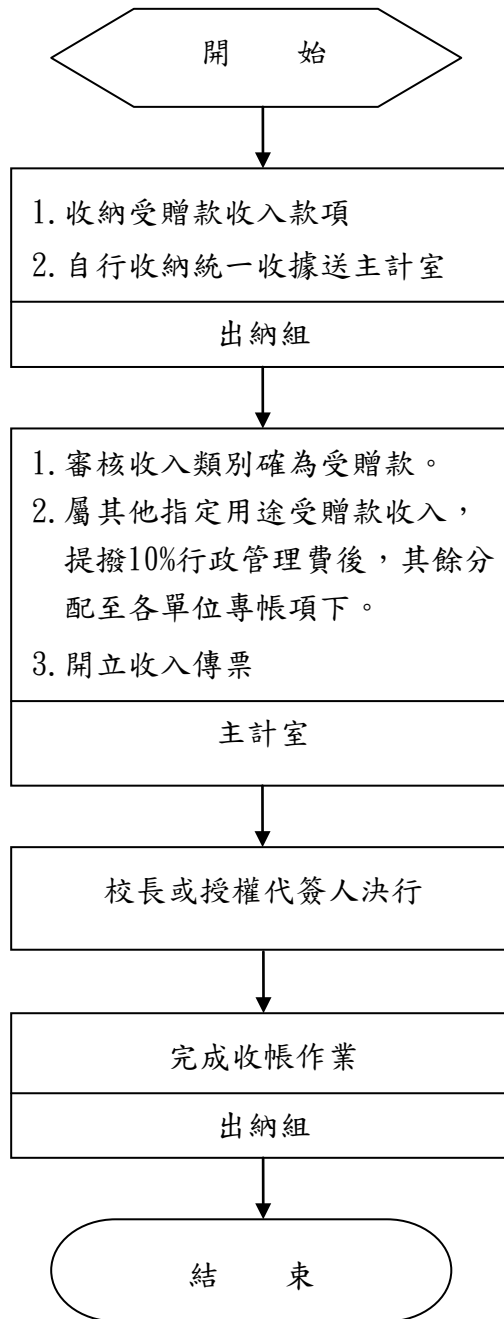 開 始
1. 收納受贈款收入款項
2. 自行收納統一收據送主計室
出納組
1. 審核收入類別確為受贈款。
2. 屬其他指定用途受贈款收入，
提撥10%行政管理費後，其餘分
配至各單位專帳項下。
3. 開立收入傳票
主計室
校長或授權代簽人決行
完成收帳作業
出納組
結 束